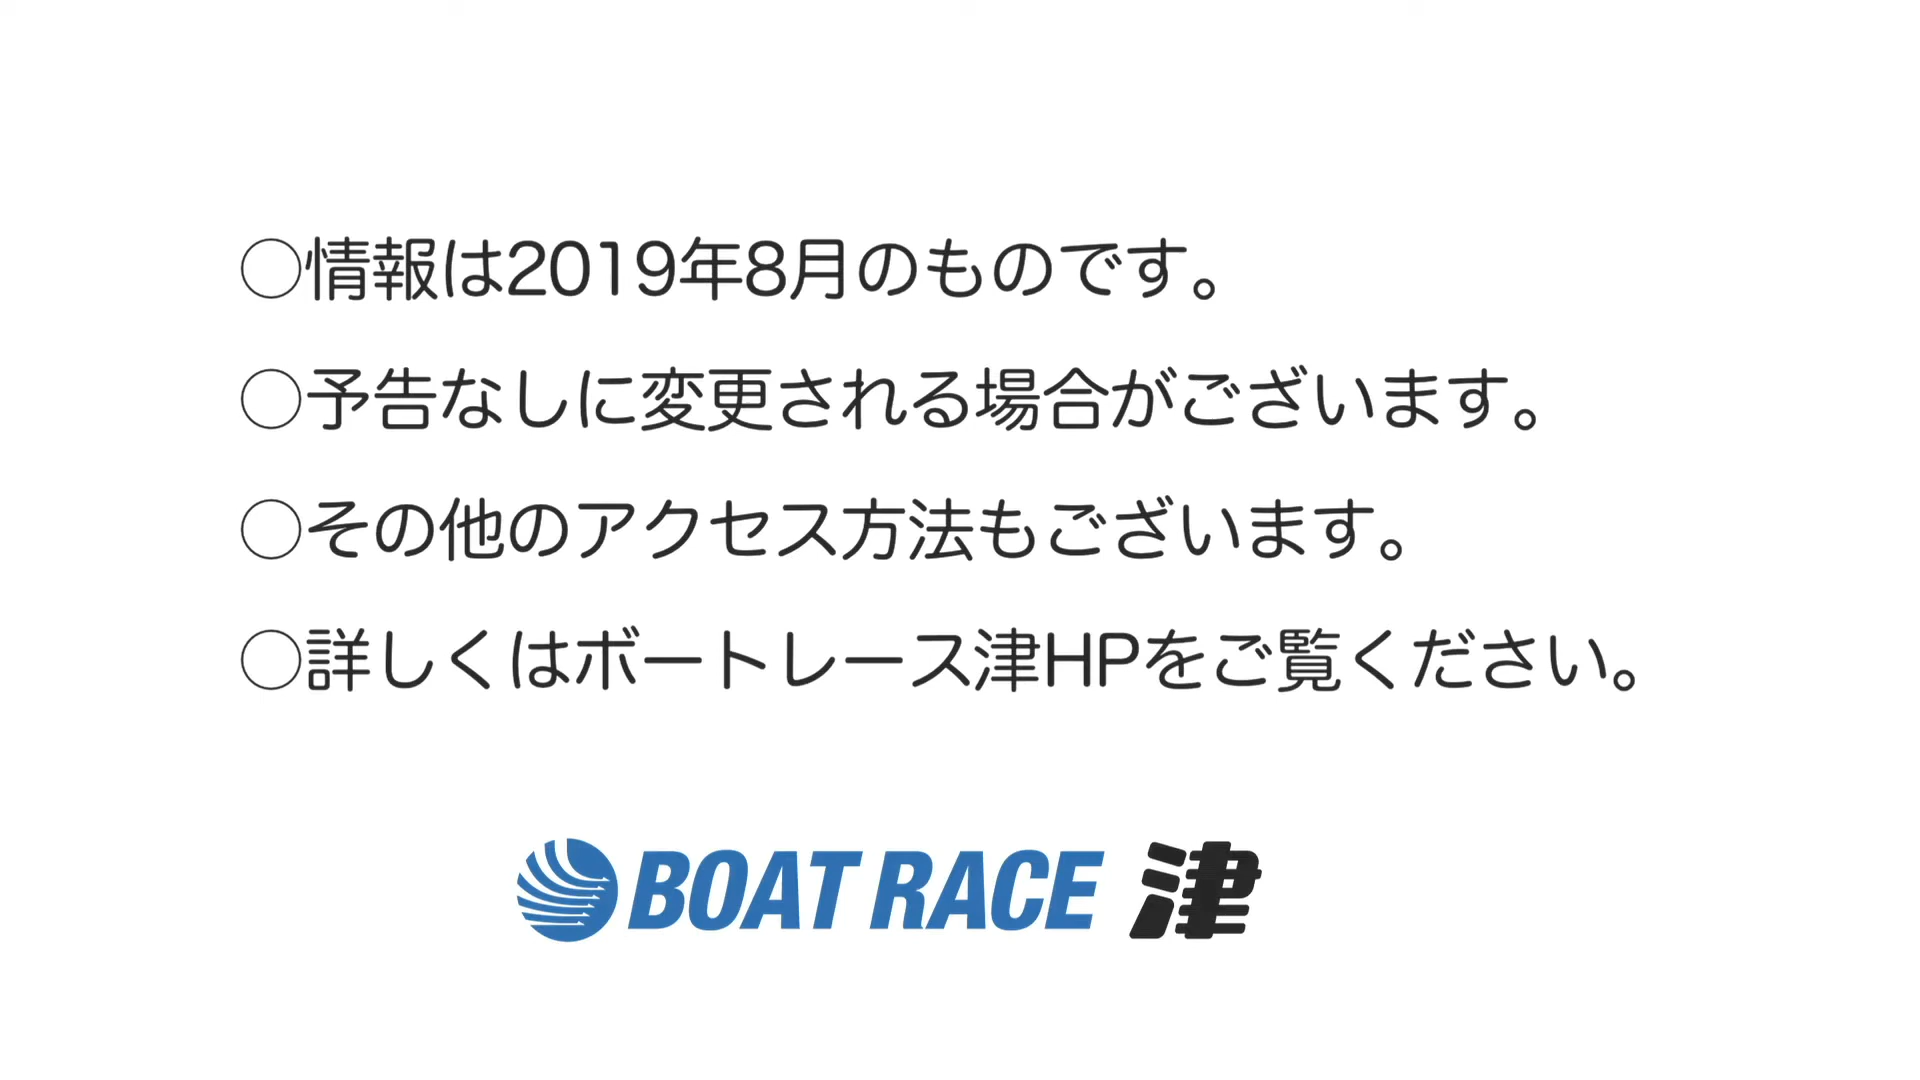 ◯情報は2019年8月のものです。
◯予告なしに変更される場合がございます。
◯その他のアクセス方法もございます。
◯詳しくはボートレース津HPをご覧ください。
BOAT RACE 津